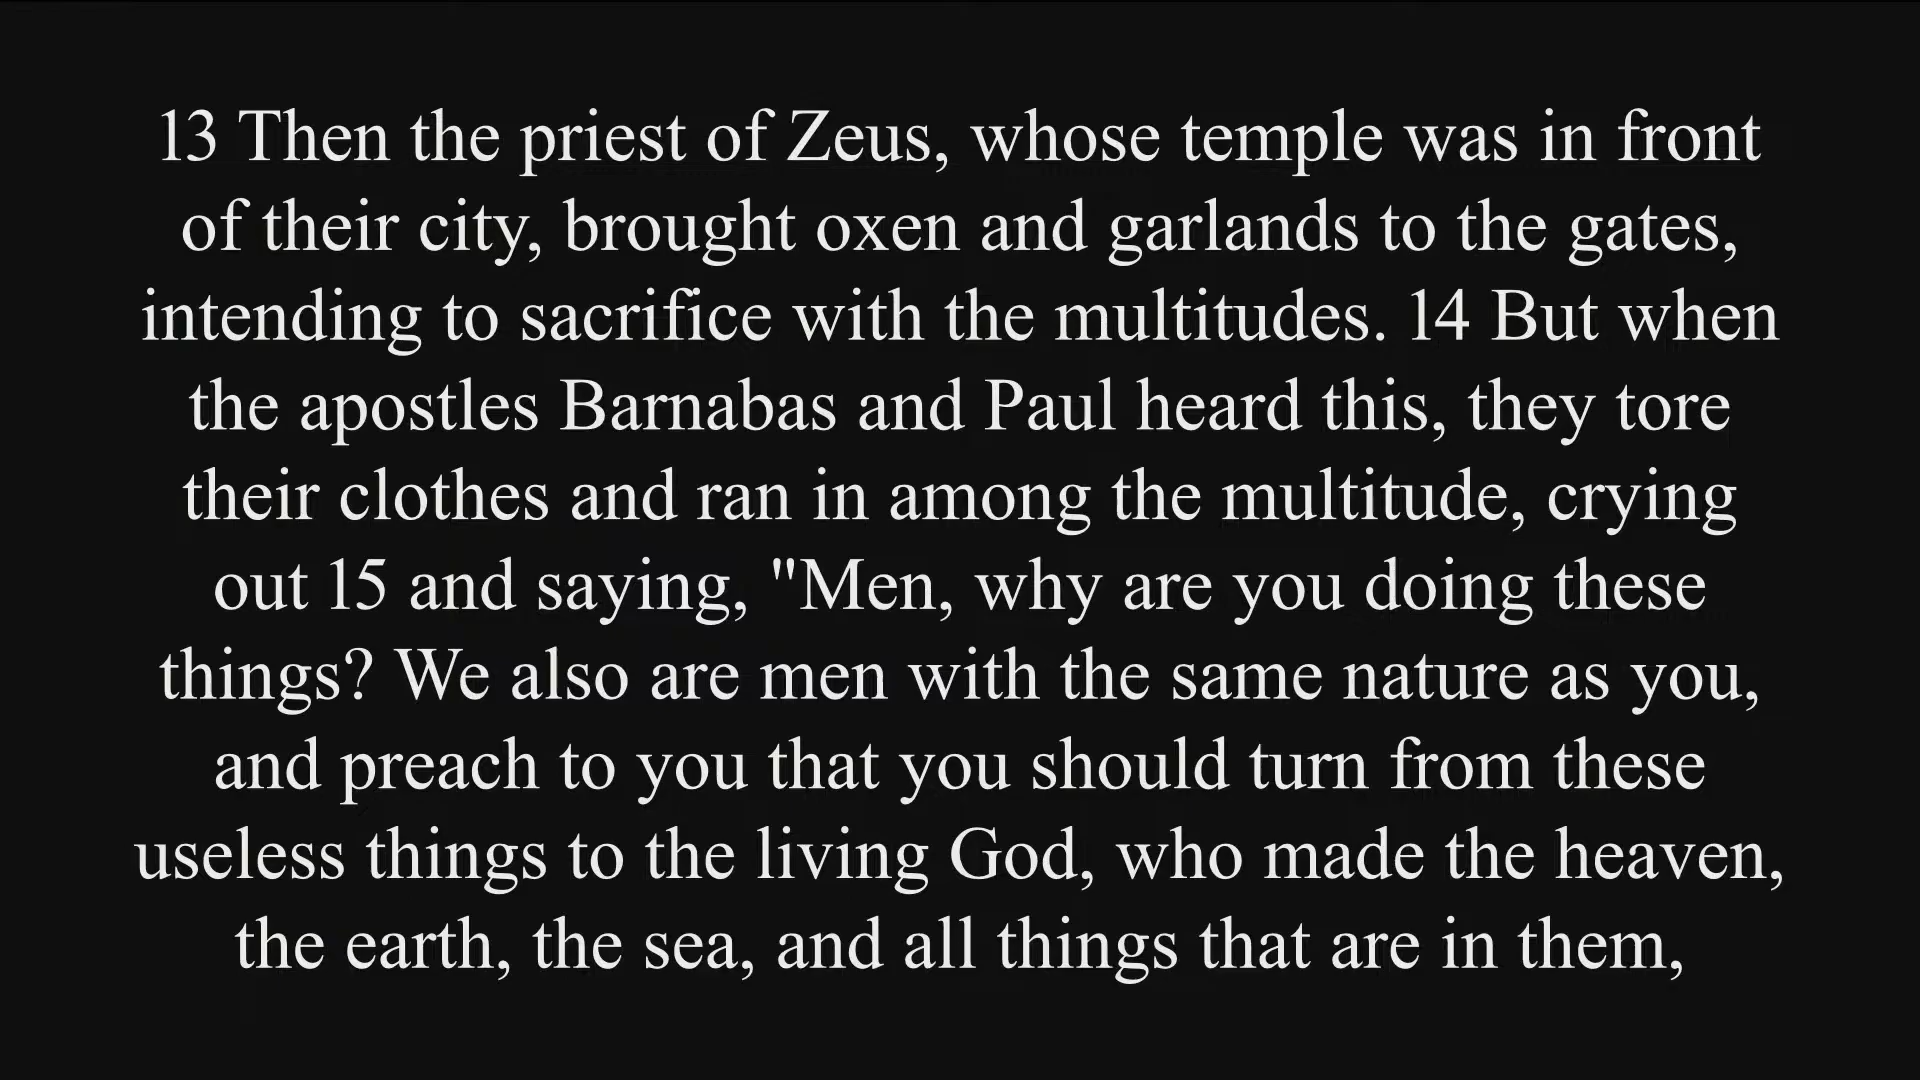 13 Then the priest of Zeus, whose temple was in front
of their city, brought oxen and garlands to the gates,
intending to sacrifice with the multitudes. 14 But when
the apostles Barnabas and Paul heard this, they tore
their clothes and ran in among the multitude, crying
out 15 and saying, "Men, why are you doing these
things? We also are men with the same nature as you,
and preach to you that you should turn from these
useless things to the living God, who made the heaven,
the earth, the sea, and all things that are in them,